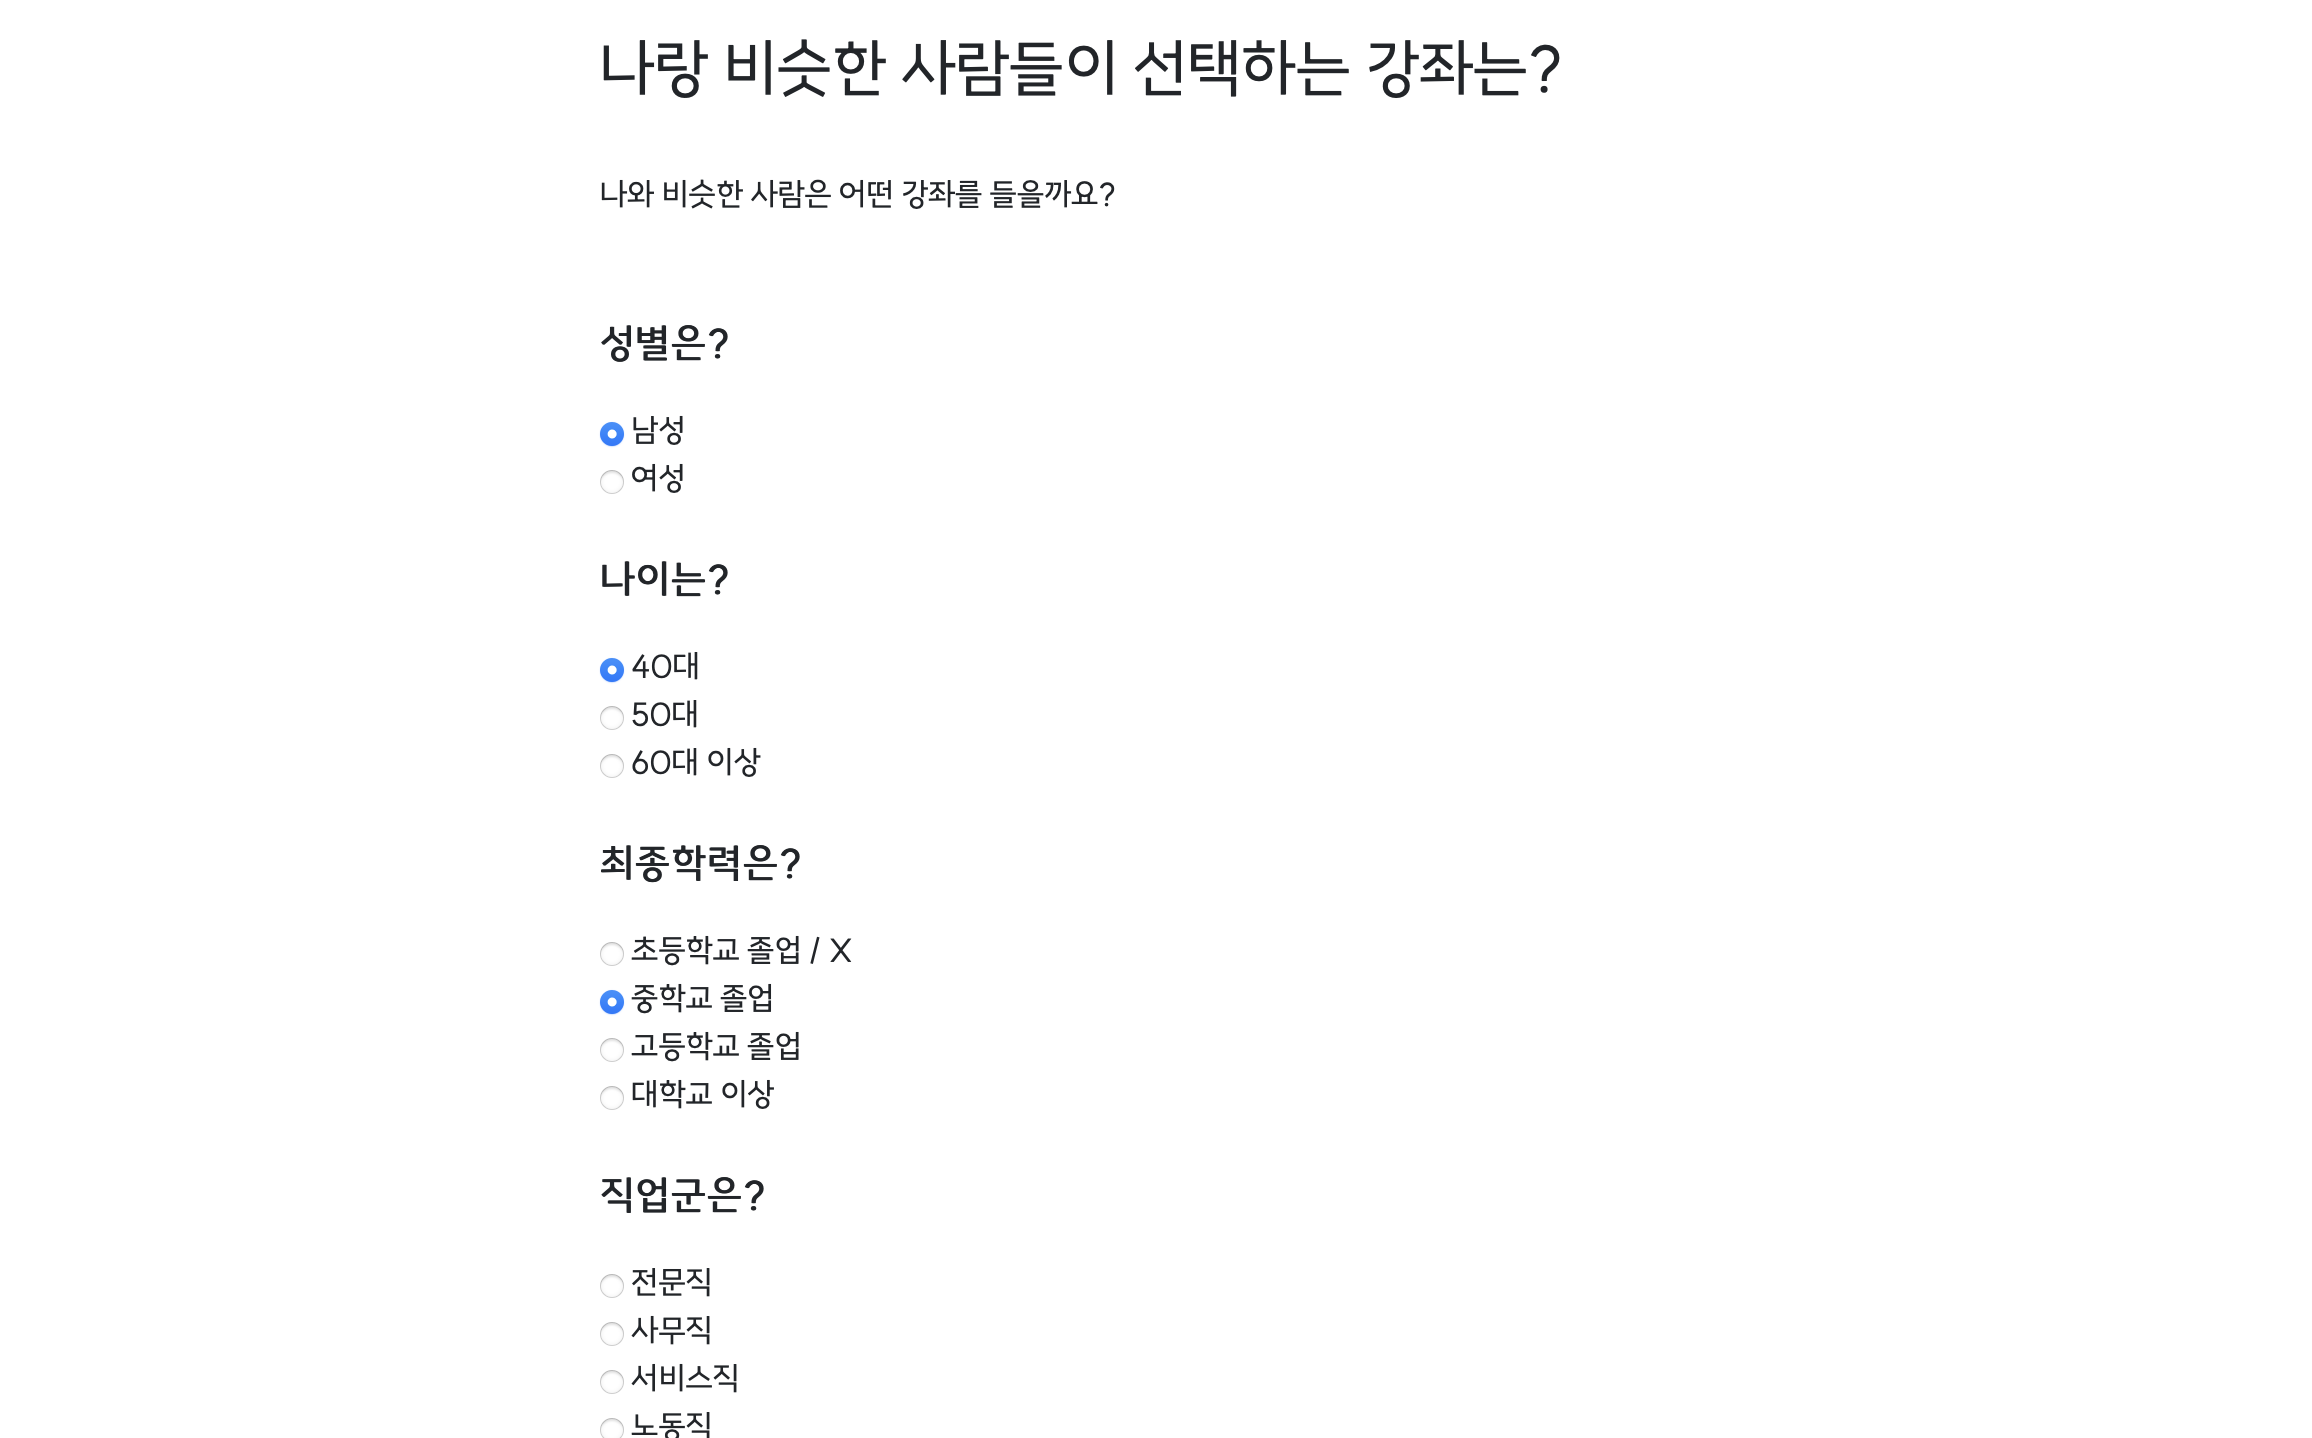 나랑 비슷한 사람들이 선택하는 강좌는?
나와 비슷한 사람은 어떤 강좌를 들을까요?
성별은?
남성
여성
나이는?
40대
50대
60대 이상
최종학력은?
초등학교 졸업 / X
중학교 졸업
고등학교 졸업
대학교 이상
직업군은?
전문직
사무직
서비스직
노동직